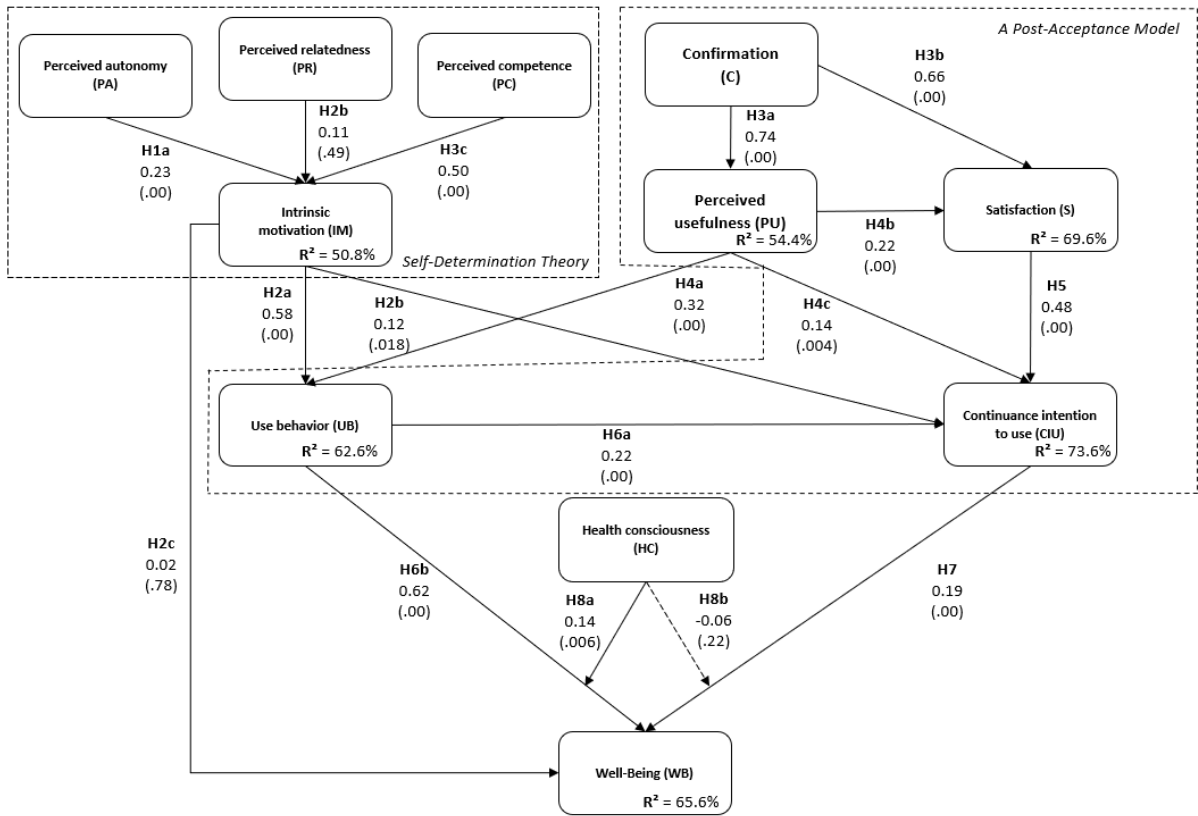 A Post-Acceptance Model
Perceived autonomy
(PA)
Perceived relatedness
(PR)
Perceived competence
(PC)
Confirmation
(C)
H3b
0.66
(.00)
H1a
0.23
(.00)
H2b
0.11
(.49)
H3c
0.50
(.00)
H3a
0.74
(.00)
Intrinsic
motivation (IM)
R² = 50.8%
Self-Determination Theory
Perceived
usefulness (PU)
R² = 54.4%
H4b
0.22
(.00)
Satisfaction (S)
R² = 69.6%
H2a
0.58
(.00)
H2b
0.12
(.018)
H4a
0.32
(.00)
H4c
0.14
(.004)
H5
0.48
(.00)
Use behavior (UB)
R² = 62.6%
H6a
0.22
(.00)
Continuance intention
to use (CIU)
R² = 73.6%
Health consciousness
(HC)
H2c
0.02
(.78)
H6b
0.62
(.00)
H8a
0.14
(.006)
H8b
-0.06
(.22)
H7
0.19
(.00)
Well-Being (WB)
R² = 65.6%